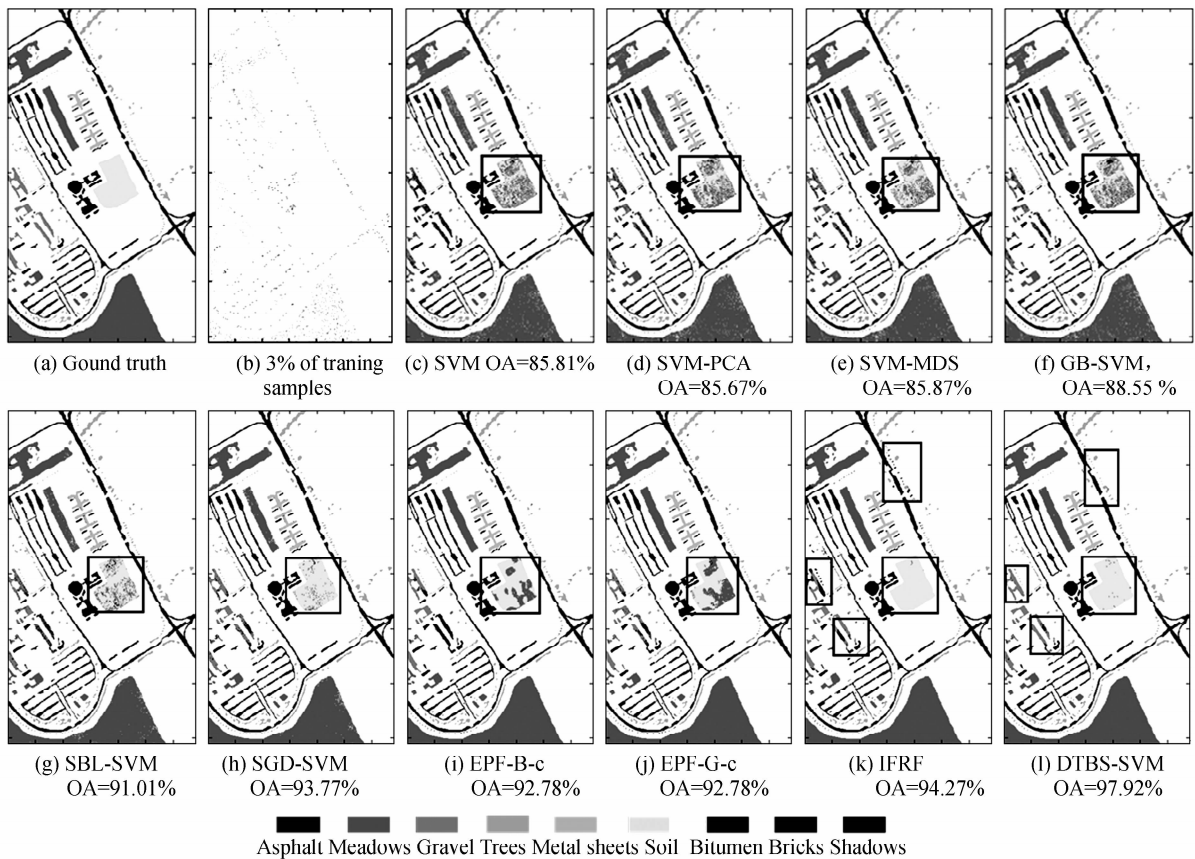 (a) Gound truth
(b) 3% of traning
samples
(c) SVM OA=85.81%
(d) SVM-PCA
OA=85.67%
(e) SVM-MDS
OA=85.87%
(f) GB-SVM，
OA=88.55 %
(g) SBL-SVM
OA=91.01%
(h) SGD-SVM
OA=93.77%
(i) EPF-B-c
OA=92.78%
(j) EPF-G-c
OA=92.78%
(k) IFRF
OA=94.27%
(l) DTBS-SVM
OA=97.92%
Asphalt Meadows Gravel Trees Metal sheets Soil Bitumen Bricks Shadows